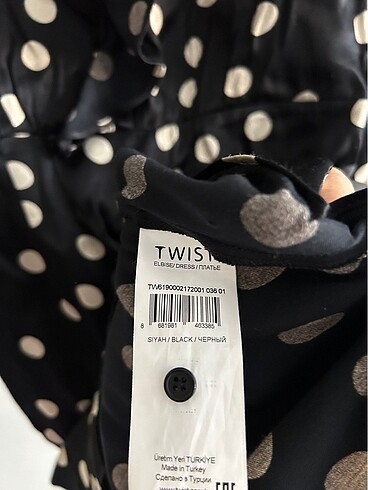 TWIST
ELBISE/ DRESS / ПЛАТЬЕ
TW6190002172001 036 01
8 681981 463385
SIYAH / BLACK / ЧЕРНЫЙ
Üretim Yeri TURKIYE
Made in Turkey
Сделано в Турции